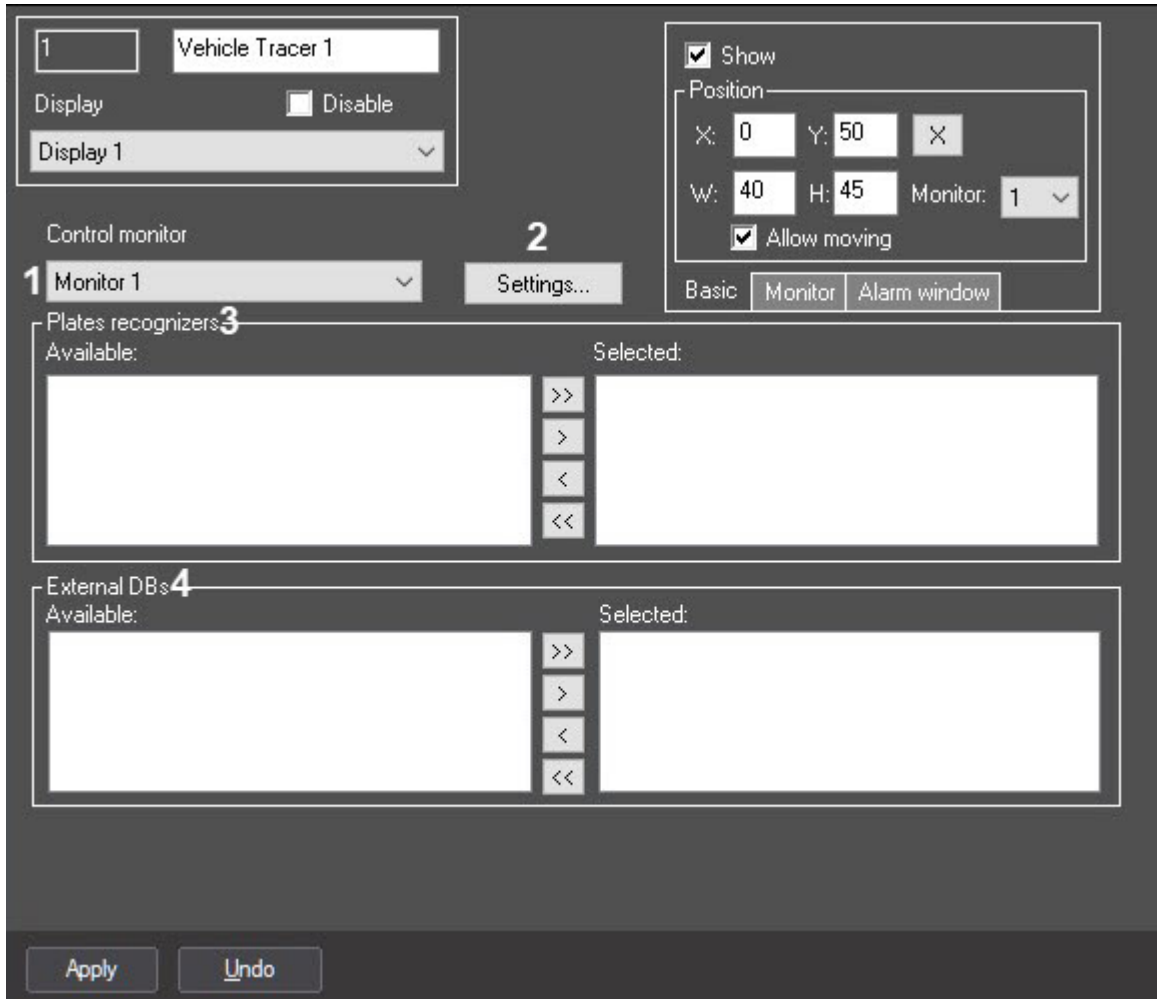 1 Vehicle Tracer 1
Display Disable
Display 1
Show
Position
X: 0 Y: 50 X
W: 40 H: 45 Monitor: 1
Allow moving
Basic Monitor Alarm window
Control monitor
1 Monitor 1
2
Settings...
Plates recognizers 3
Available: Selected:
>>
>
<
<<
External DBs 4
Available: Selected:
>>
>
<
<<
Apply Undo